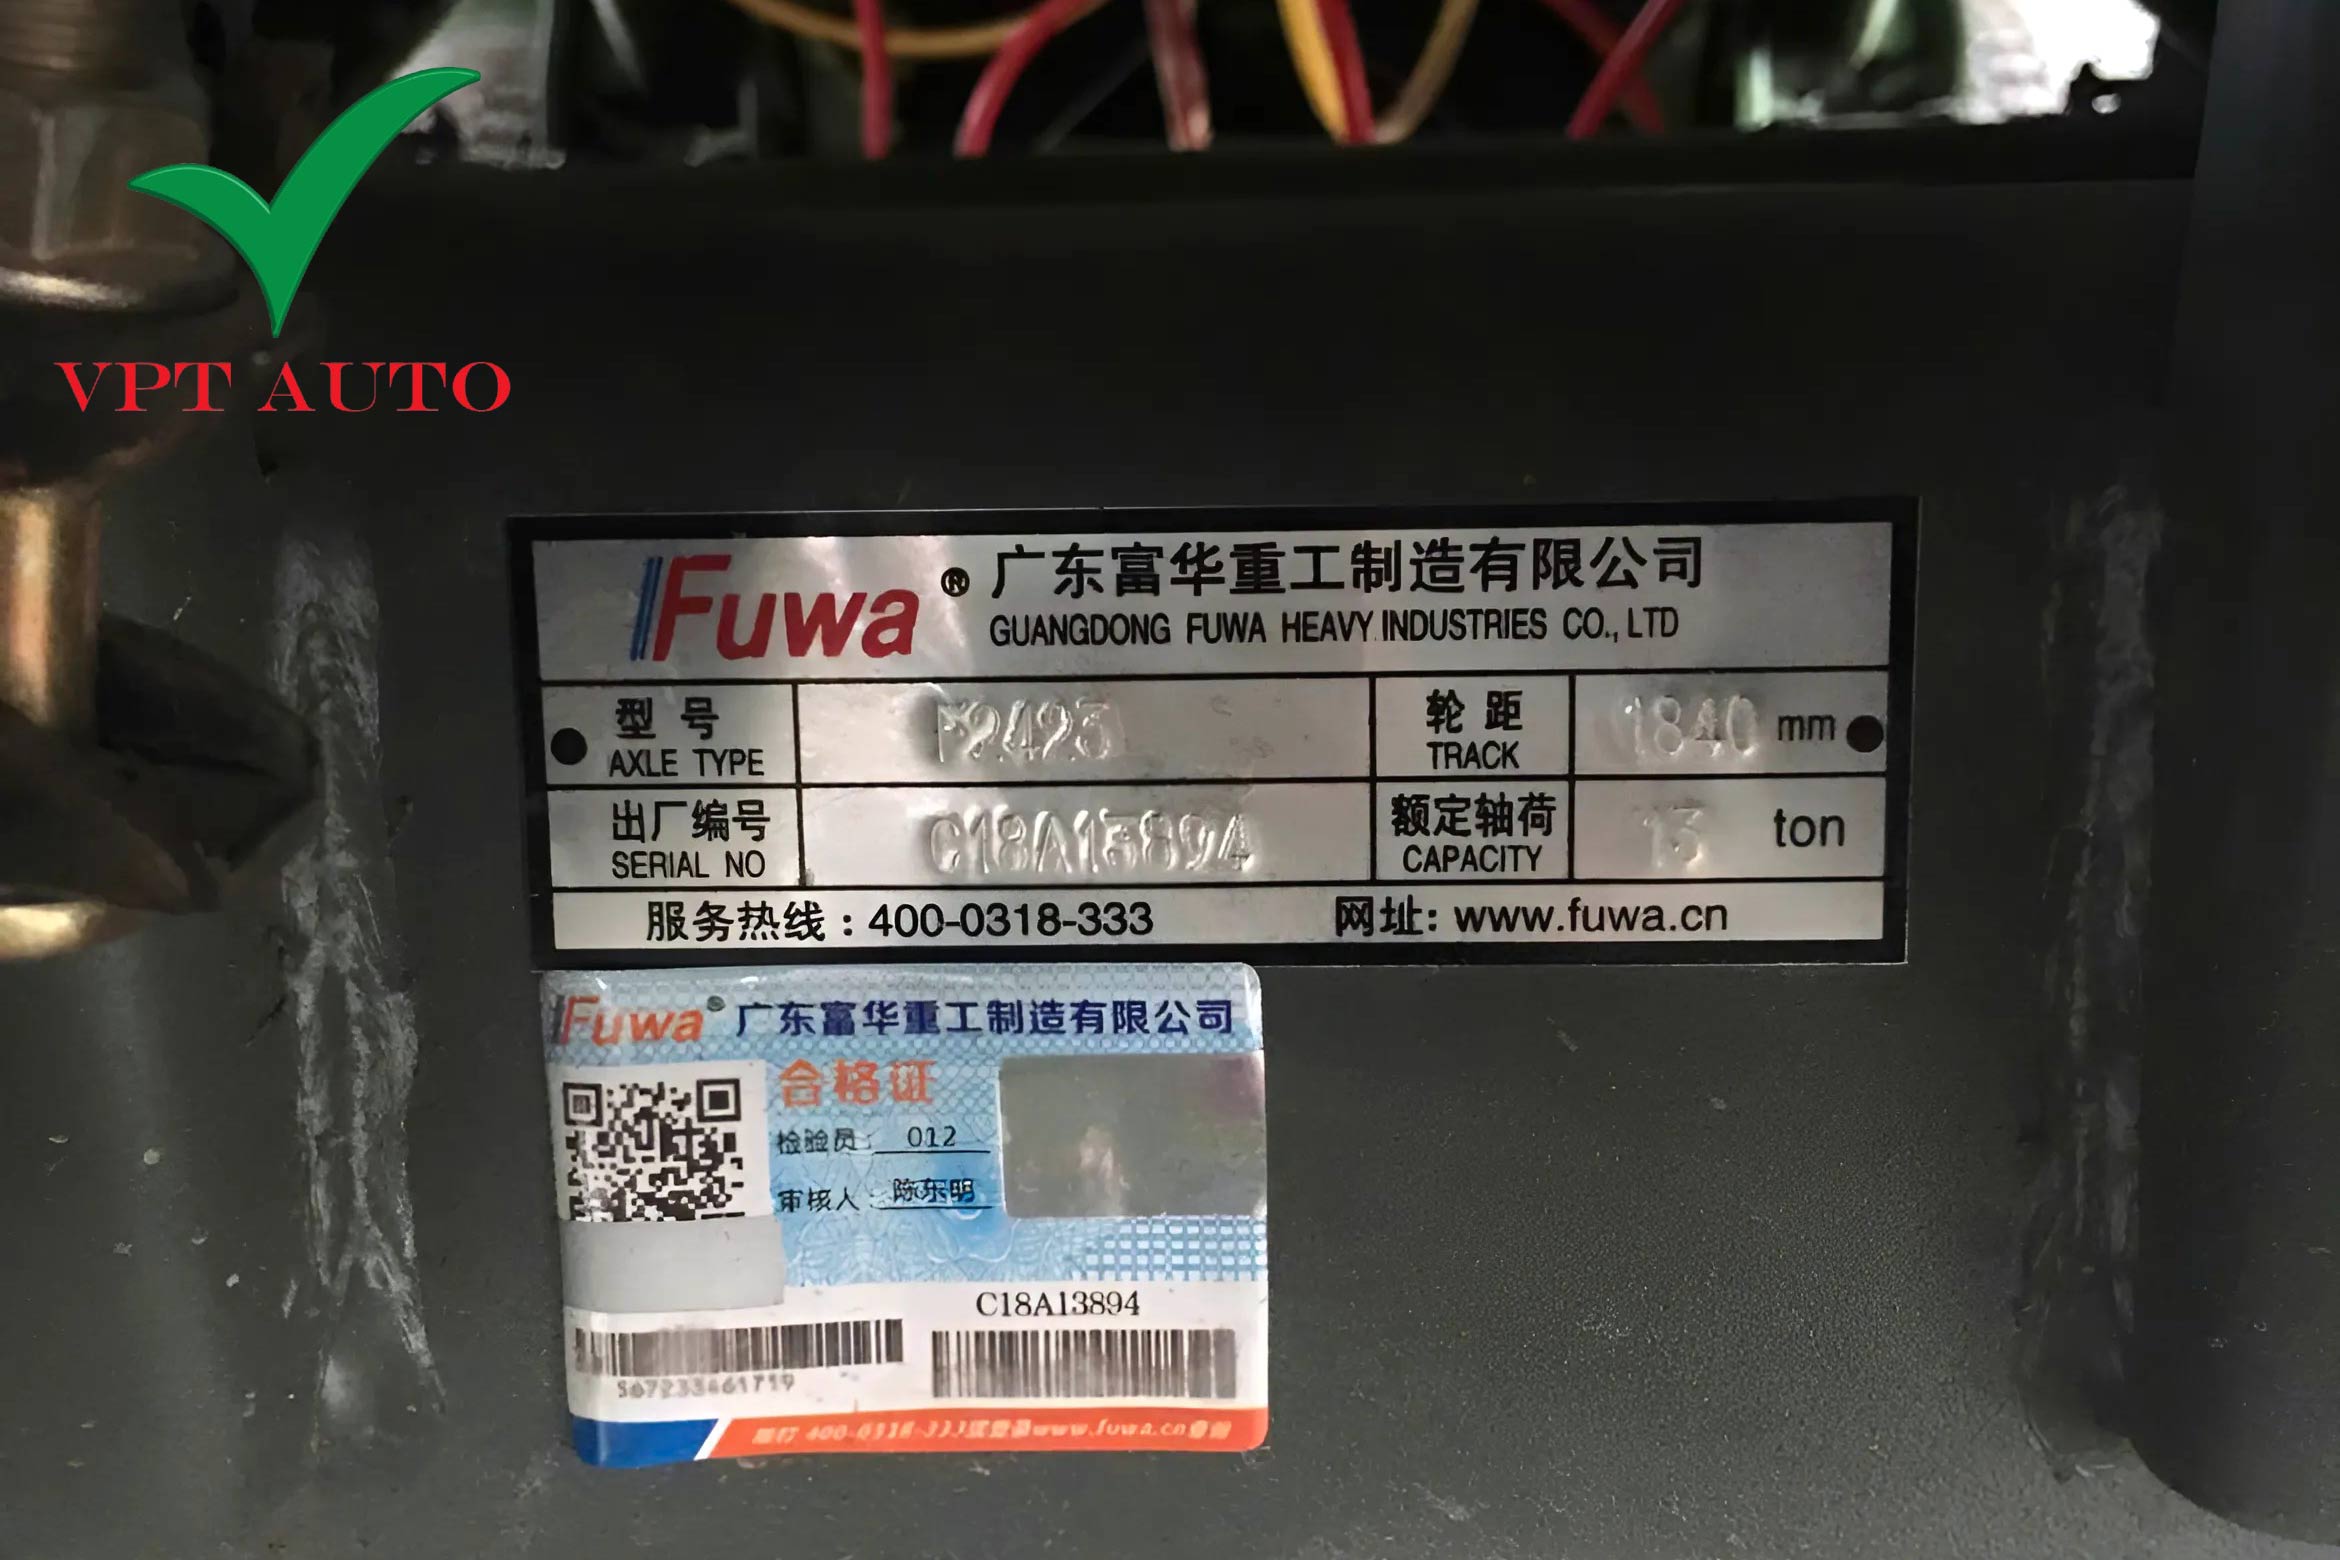 VPT AUTO
Fuwa® 广东富华重工制造有限公司
GUANGDONG FUWA HEAVY INDUSTRIES CO., LTD
型号 轮距 1840 mm
AXLE TYPE TRACK
出厂编号 C18A13894 额定轴荷 13 ton
SERIAL NO CAPACITY
服务热线：400-0318-333 网址：www.fuwa.cn
Fuwa® 广东富华重工制造有限公司
合格证
检验员：012
审核人：陈东明
C18A13894